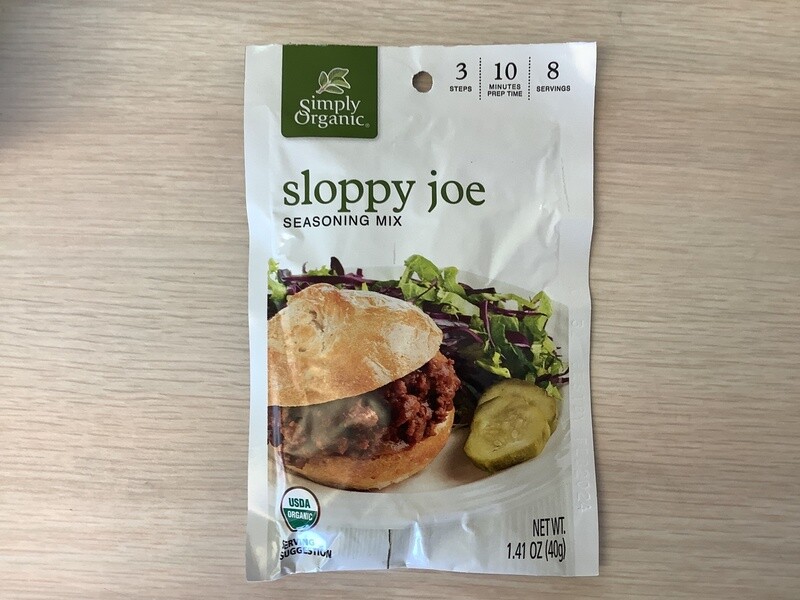 Simply
Organic®
3
STEPS
10
MINUTES
PREP TIME
8
SERVINGS
sloppy joe
SEASONING MIX
USDA
ORGANIC
SERVING
SUGGESTION
NET WT.
1.41 OZ (40g)